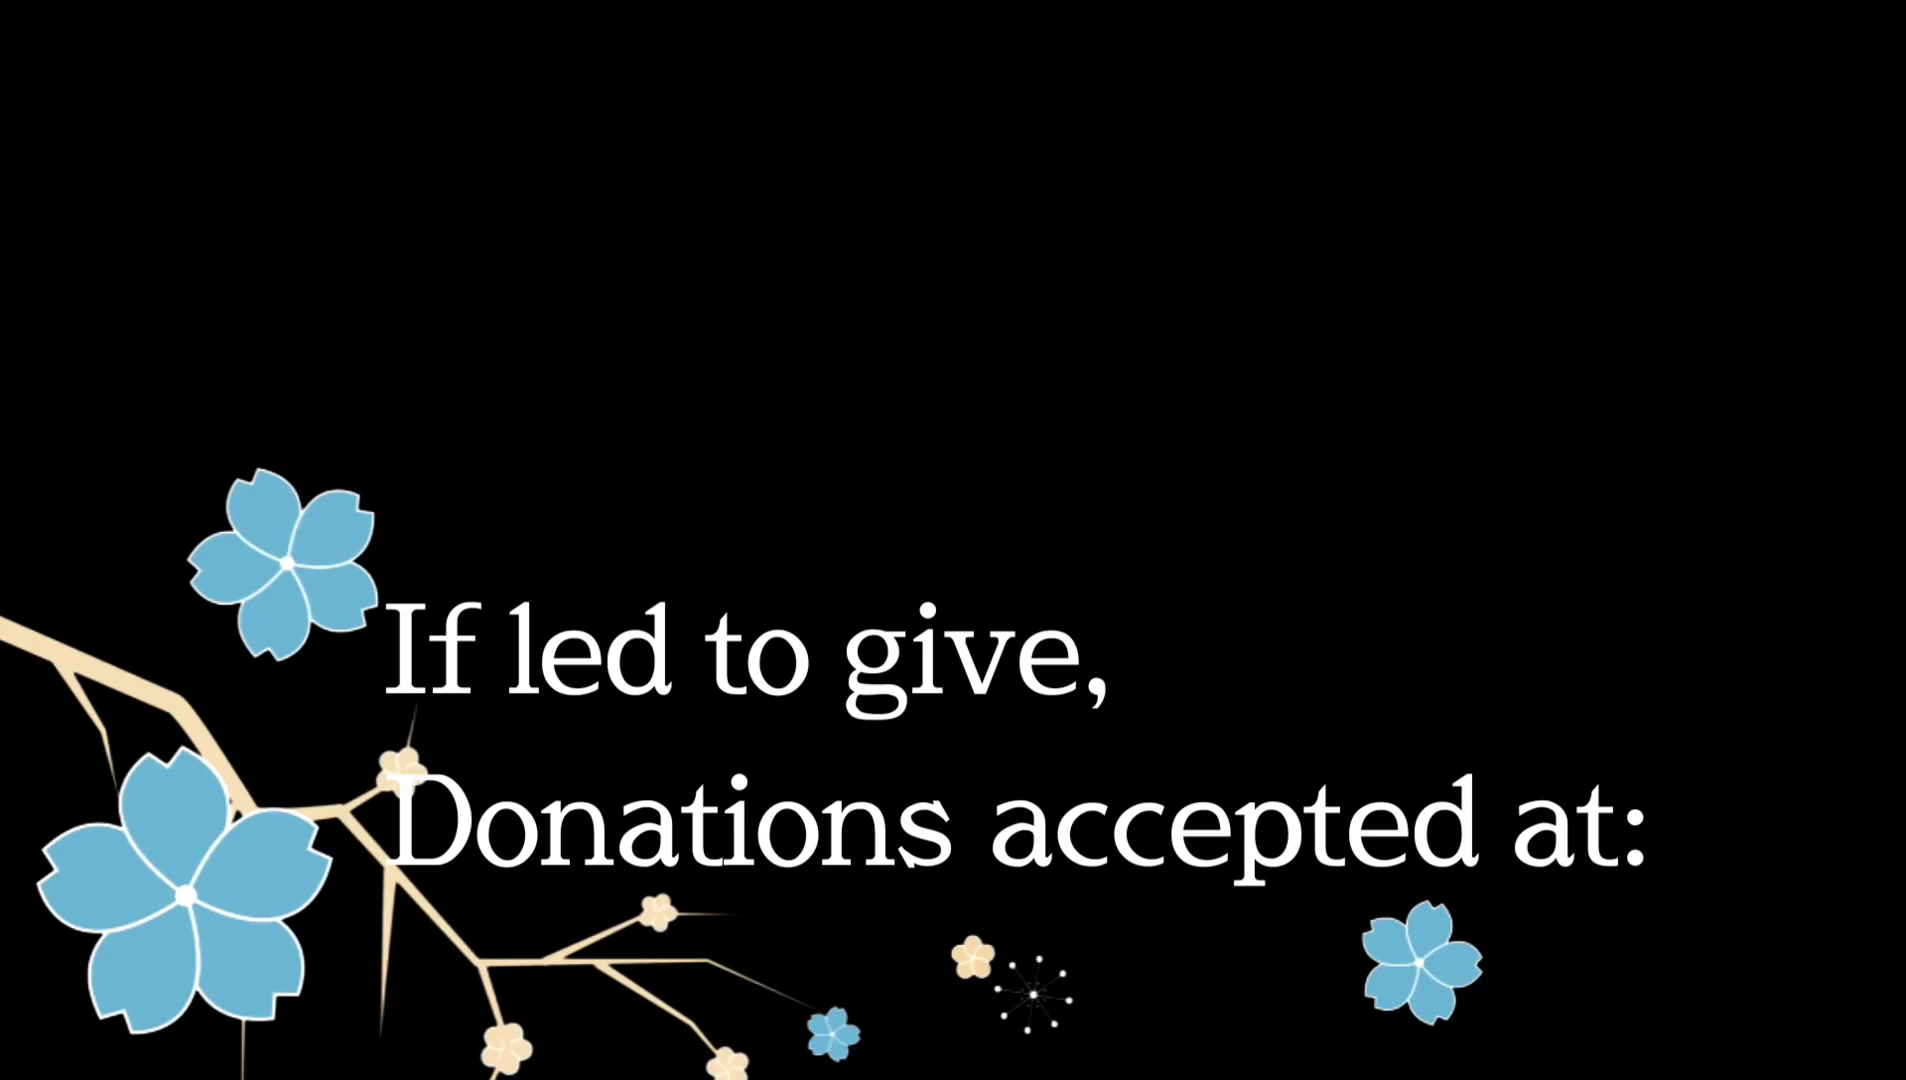 If led to give,
Donations accepted at: